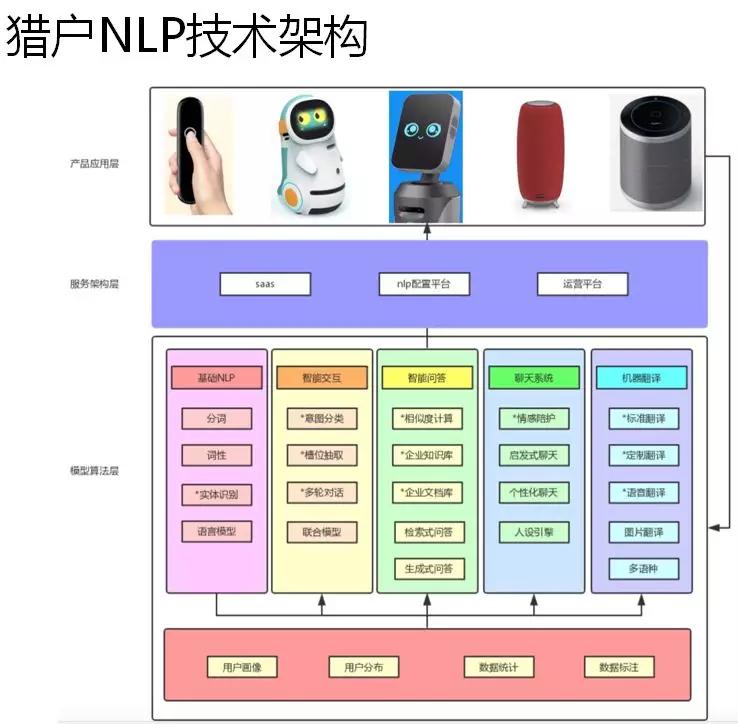 猎户NLP技术架构
产品应用层
服务架构层
saas
nlp配置平台
运营平台
模型算法层
基础NLP
分词
词性
*实体识别
语言模型
智能交互
*意图分类
*槽位抽取
*多轮对话
联合模型
智能问答
*相似度计算
*企业知识库
*企业文档库
检索式问答
生成式问答
聊天系统
*情感陪护
启发式聊天
个性化聊天
人设引擎
机器翻译
*标准翻译
*定制翻译
*语音翻译
图片翻译
多语种
用户画像
用户分布
数据统计
数据标注